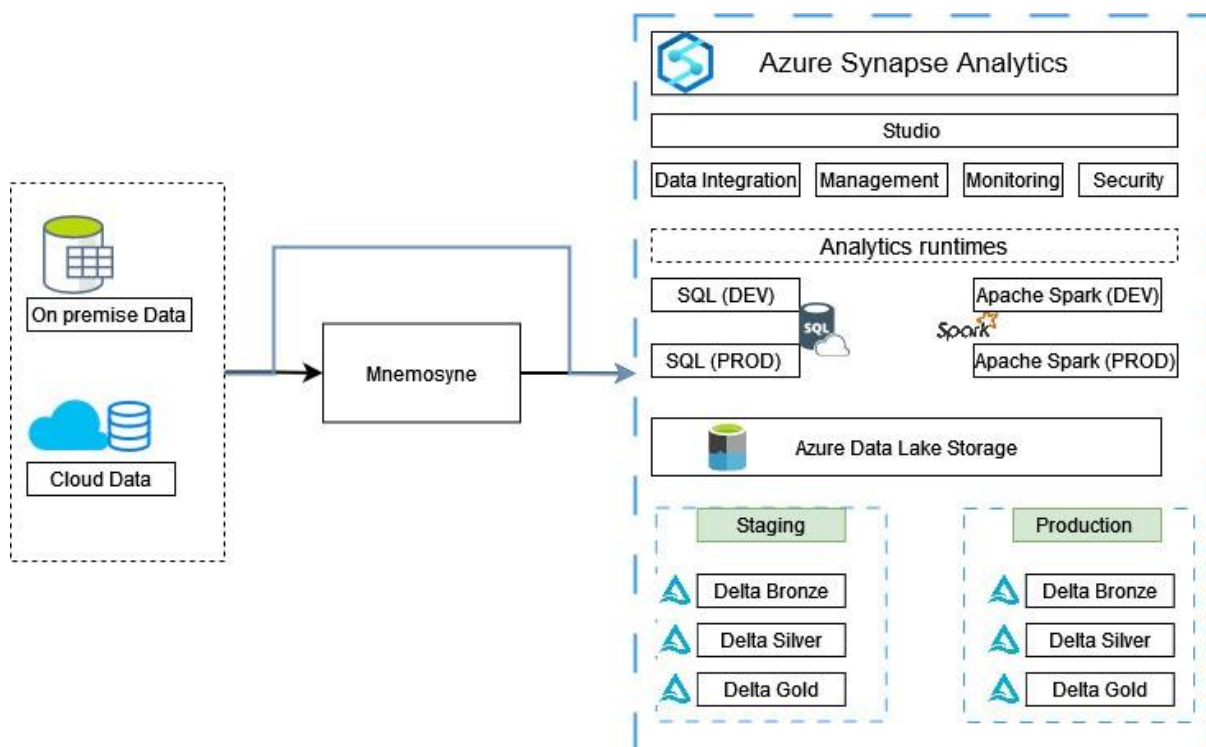 Azure Synapse Analytics
Studio
Data Integration
Management
Monitoring
Security
On premise Data
Cloud Data
Mnemosyne
Analytics runtimes
SQL (DEV)
SQL
Apache Spark (DEV)
Spark
SQL (PROD)
Apache Spark (PROD)
Azure Data Lake Storage
Staging
Delta Bronze
Delta Silver
Delta Gold
Production
Delta Bronze
Delta Silver
Delta Gold